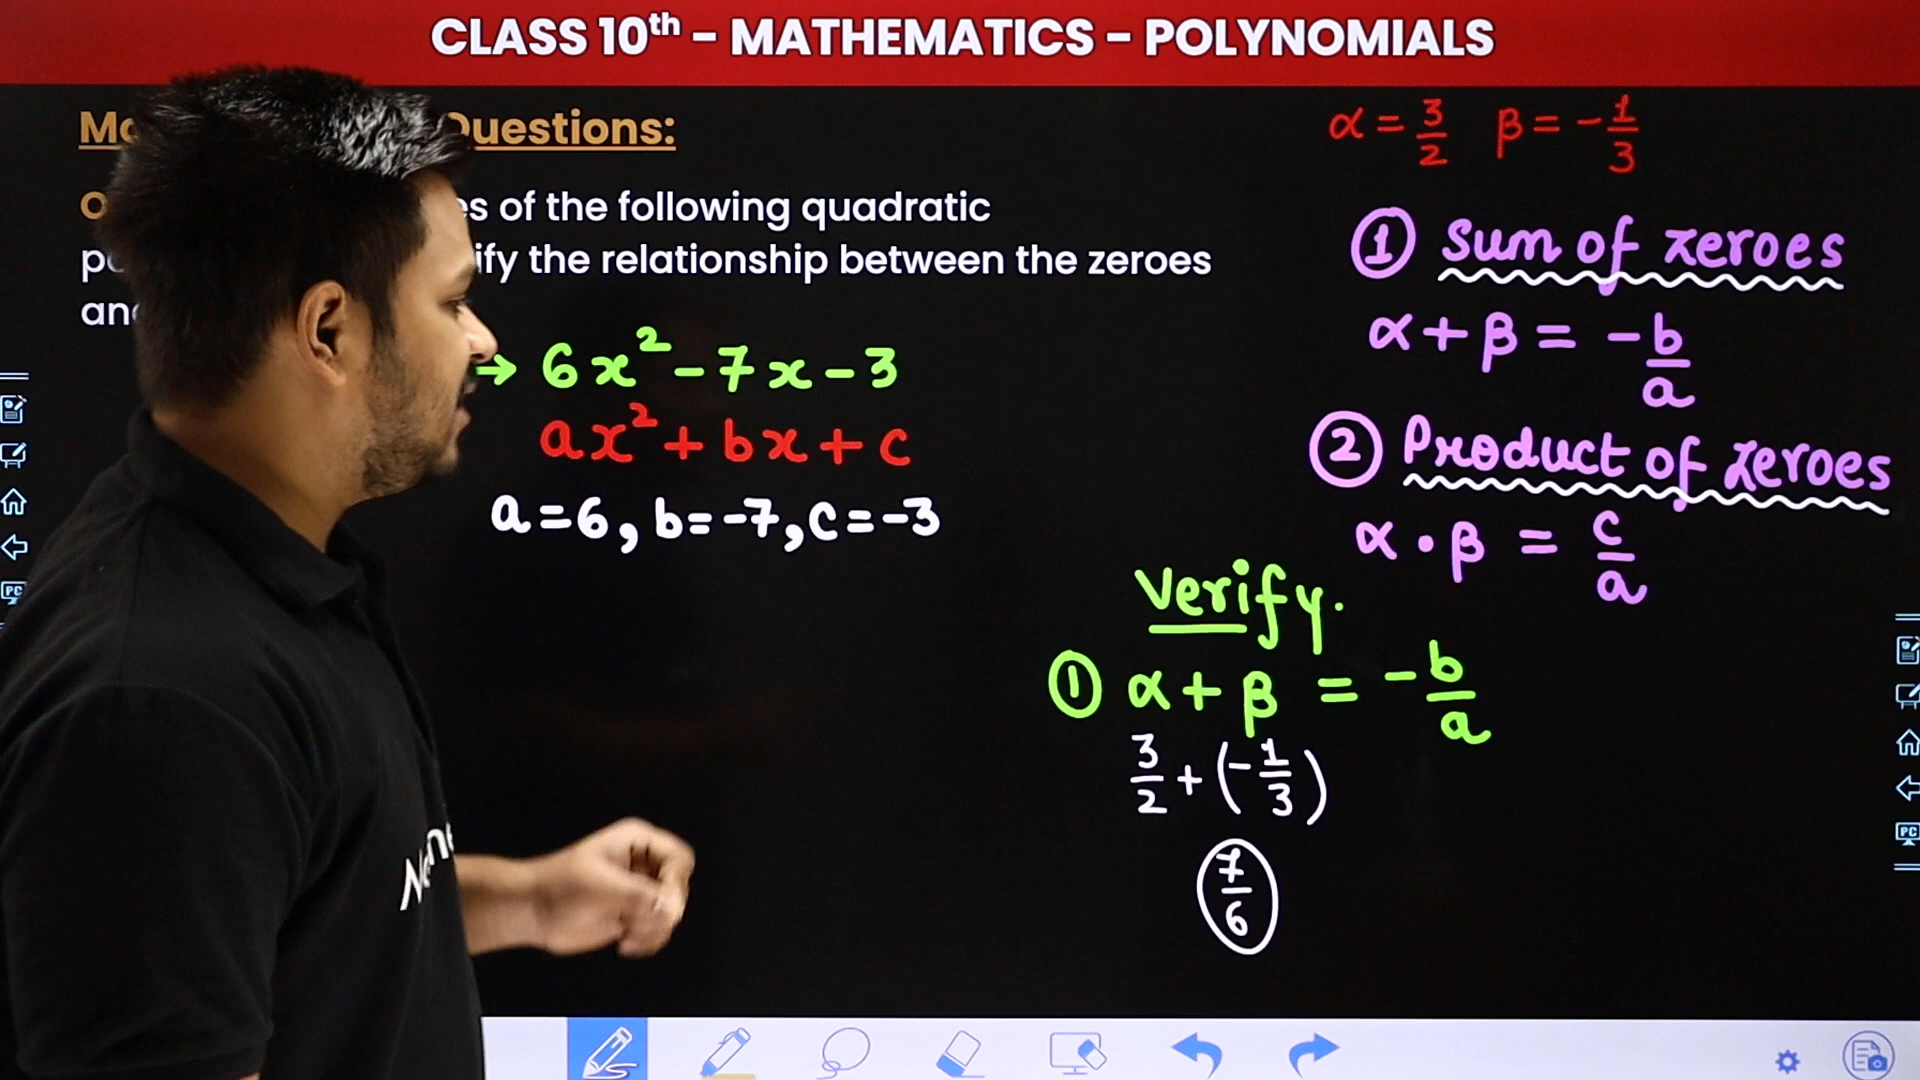 CLASS 10th - MATHEMATICS - POLYNOMIALS
Questions:
of the following quadratic
the relationship between the zeroes
→ 6x² - 7x - 3
ax² + bx + c
a = 6, b = -7, c = -3
α = 3/2 β = -1/3
① Sum of zeroes
α + β = -b/a
② Product of zeroes
α · β = c/a
Verify.
① α + β = -b/a
3/2 + (-1/3)
7/6
PC
PC